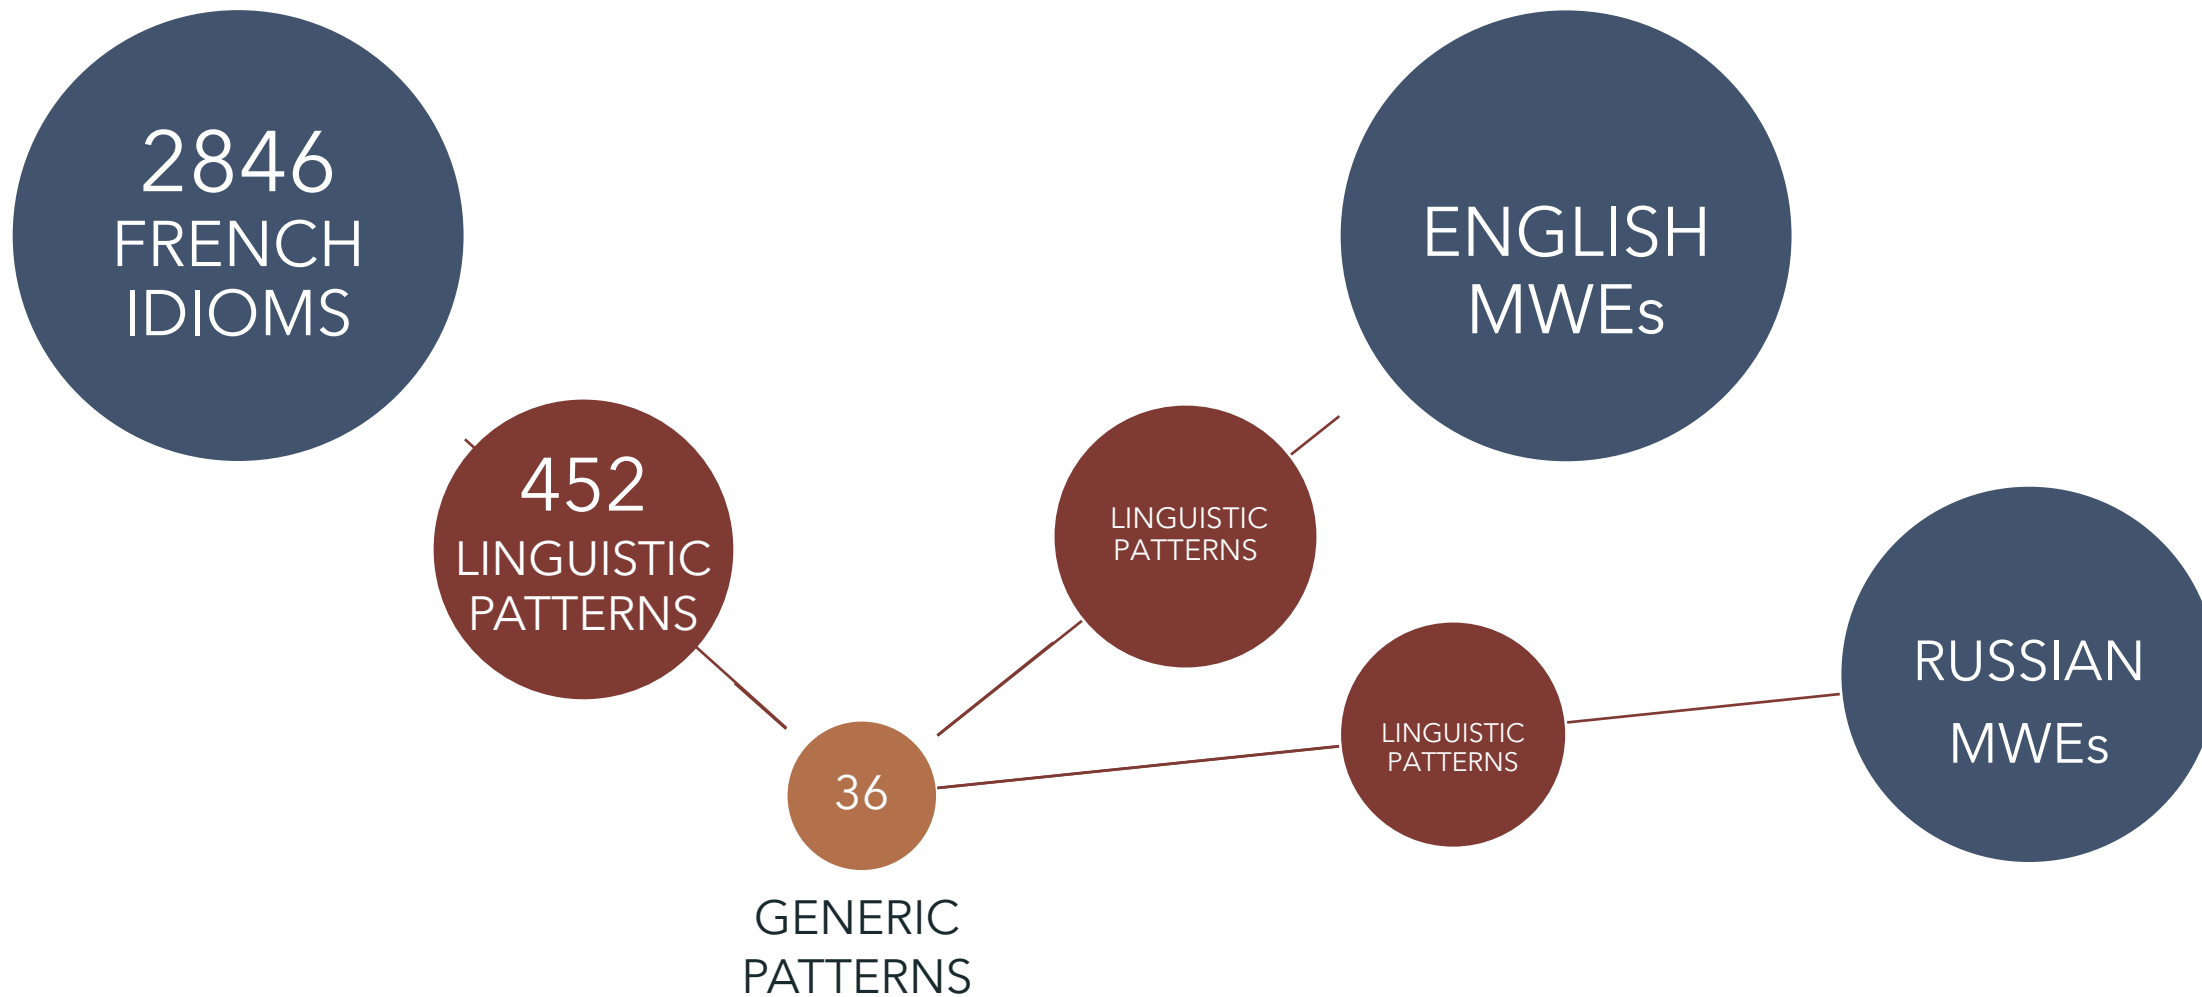 2846
FRENCH
IDIOMS
ENGLISH
MWEs
452
LINGUISTIC
PATTERNS
LINGUISTIC
PATTERNS
RUSSIAN
MWEs
LINGUISTIC
PATTERNS
36
GENERIC
PATTERNS